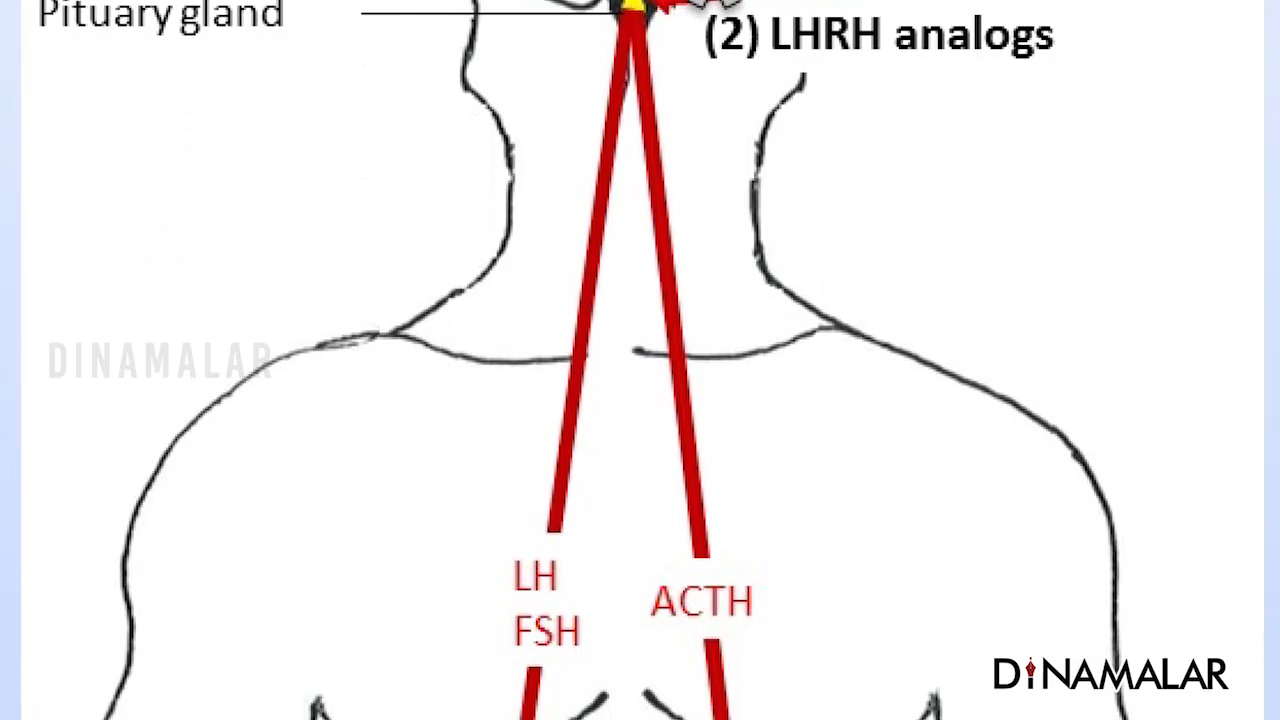 Pituary gland
(2) LHRH analogs
DINAMALAR
LH
FSH
ACTH
DINAMALAR